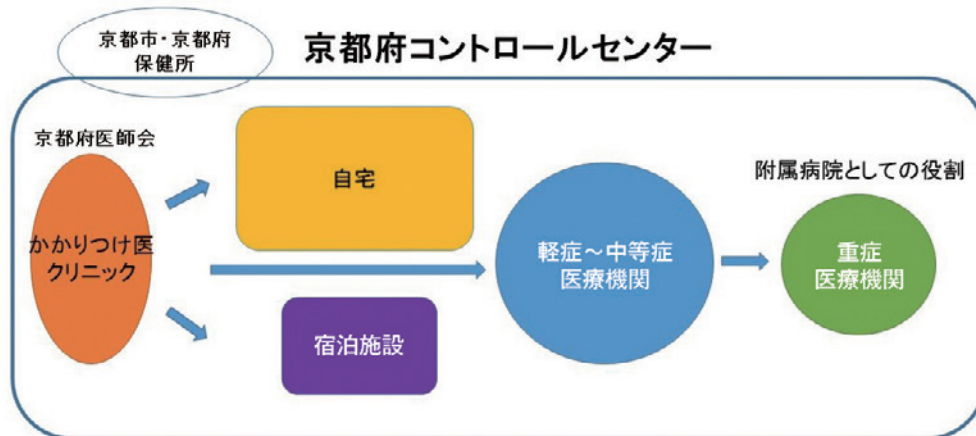 京都市・京都府
保健所
京都府コントロールセンター
京都府医師会
かかりつけ医
クリニック
自宅
宿泊施設
軽症～中等症
医療機関
附属病院としての役割
重症
医療機関